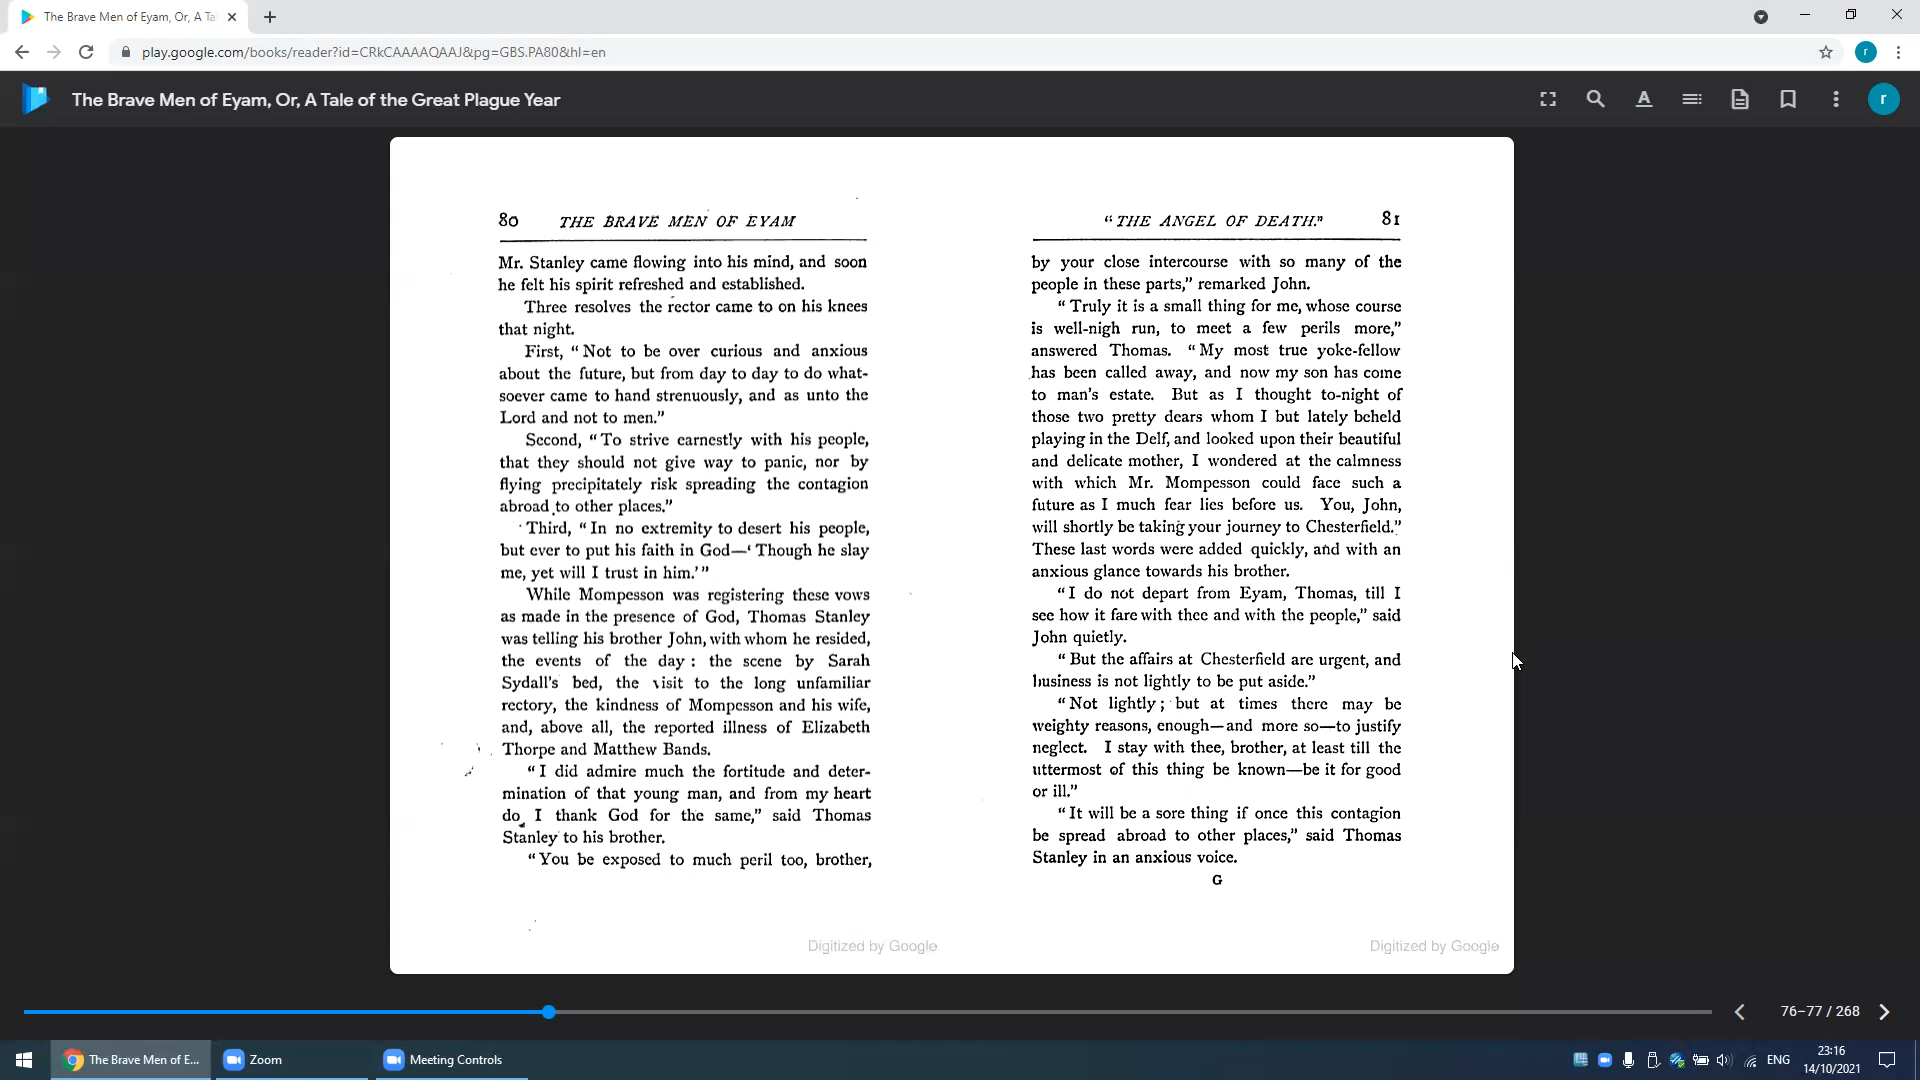 The Brave Men of Eyam, Or, A Ta
play.google.com/books/reader?id=CRkCAAAAQAAJ&pg=GBS.PA80&hl=en
r
The Brave Men of Eyam, Or, A Tale of the Great Plague Year
A
r
80 THE BRAVE MEN OF EYAM
Mr. Stanley came flowing into his mind, and soon
he felt his spirit refreshed and established.
Three resolves the rector came to on his knees
that night.
First, “Not to be over curious and anxious
about the future, but from day to day to do what-
soever came to hand strenuously, and as unto the
Lord and not to men.”
Second, “To strive earnestly with his people,
that they should not give way to panic, nor by
flying precipitately risk spreading the contagion
abroad to other places.”
Third, “In no extremity to desert his people,
but ever to put his faith in God—‘Though he slay
me, yet will I trust in him.’”
While Mompesson was registering these vows
as made in the presence of God, Thomas Stanley
was telling his brother John, with whom he resided,
the events of the day: the scene by Sarah
Sydall's bed, the visit to the long unfamiliar
rectory, the kindness of Mompesson and his wife,
and, above all, the reported illness of Elizabeth
Thorpe and Matthew Bands.
“I did admire much the fortitude and deter-
mination of that young man, and from my heart
do I thank God for the same,” said Thomas
Stanley to his brother.
“You be exposed to much peril too, brother,
Digitized by Google
“THE ANGEL OF DEATH.” 81
by your close intercourse with so many of the
people in these parts,” remarked John.
“Truly it is a small thing for me, whose course
is well-nigh run, to meet a few perils more,”
answered Thomas. “My most true yoke-fellow
has been called away, and now my son has come
to man's estate. But as I thought to-night of
those two pretty dears whom I but lately beheld
playing in the Delf, and looked upon their beautiful
and delicate mother, I wondered at the calmness
with which Mr. Mompesson could face such a
future as I much fear lies before us. You, John,
will shortly be taking your journey to Chesterfield.”
These last words were added quickly, and with an
anxious glance towards his brother.
“I do not depart from Eyam, Thomas, till I
see how it fare with thee and with the people,” said
John quietly.
“But the affairs at Chesterfield are urgent, and
business is not lightly to be put aside.”
“Not lightly; but at times there may be
weighty reasons, enough—and more so—to justify
neglect. I stay with thee, brother, at least till the
uttermost of this thing be known—be it for good
or ill.”
“It will be a sore thing if once this contagion
be spread abroad to other places,” said Thomas
Stanley in an anxious voice.
G
Digitized by Google
76–77 / 268
The Brave Men of E...
Zoom
Meeting Controls
ENG
23:16
14/10/2021